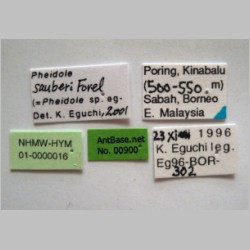 Pheidole
sauberi Forel
(=Pheidole sp. eg-
Det. K. Eguchi, 2001
Poring, Kinabalu
(500-550 m)
Sabah, Borneo
E. Malaysia
NHMW-HYM
01-0000016
AntBase.net
No. 00900
23 xi 1996
K. Eguchi leg.
Eg96-BOR-
302